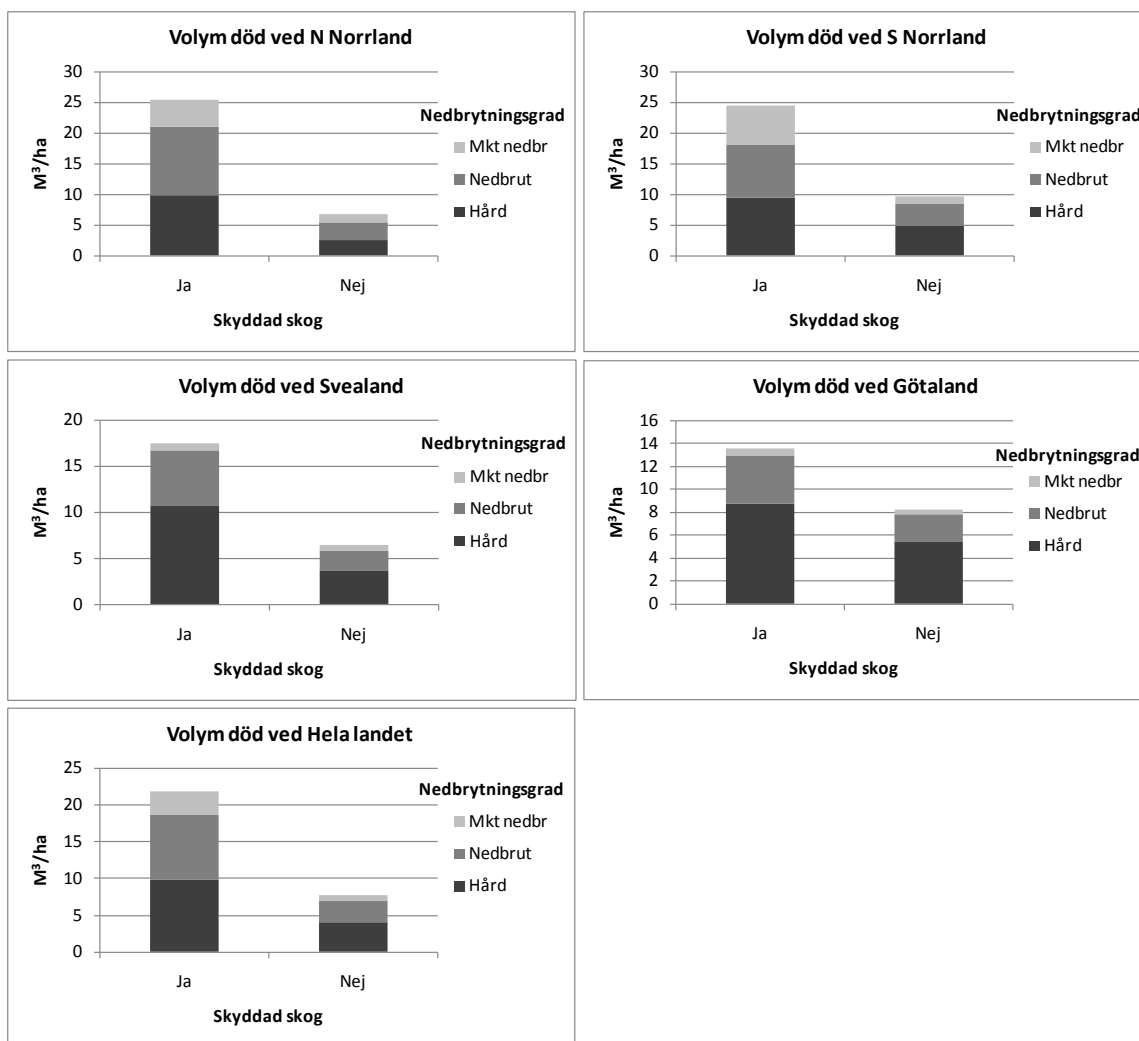 Volym död ved N Norrland
30
25
20
15
10
5
0
M³/ha
Ja
Nej
Skyddad skog
Nedbrytningsgrad
Mkt nedbr
Nedbrut
Hård
Volym död ved S Norrland
30
25
20
15
10
5
0
M³/ha
Ja
Nej
Skyddad skog
Nedbrytningsgrad
Mkt nedbr
Nedbrut
Hård
Volym död ved Svealand
20
15
10
5
0
M³/ha
Ja
Nej
Skyddad skog
Nedbrytningsgrad
Mkt nedbr
Nedbrut
Hård
Volym död ved Götaland
16
14
12
10
8
6
4
2
0
M³/ha
Ja
Nej
Skyddad skog
Nedbrytningsgrad
Mkt nedbr
Nedbrut
Hård
Volym död ved Hela landet
25
20
15
10
5
0
M³/ha
Ja
Nej
Skyddad skog
Nedbrytningsgrad
Mkt nedbr
Nedbrut
Hård